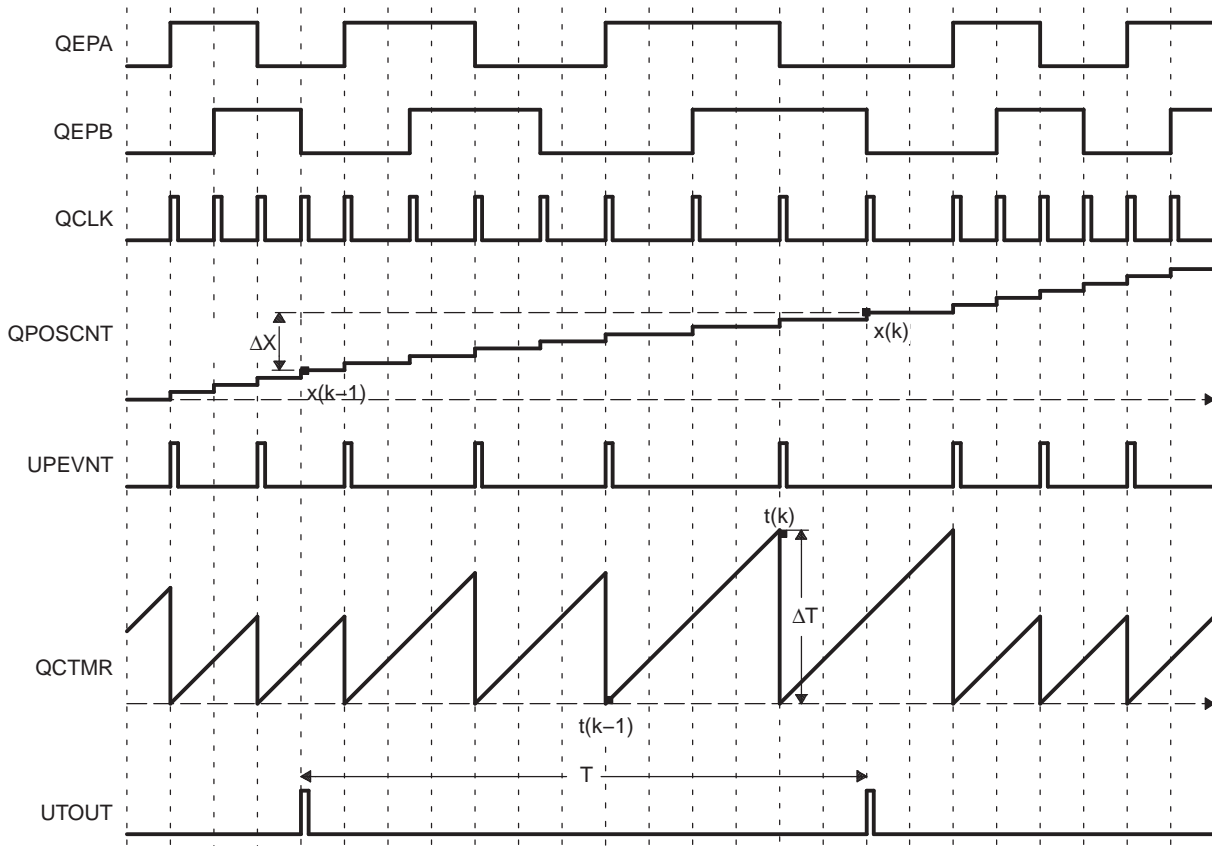 QEPA
QEPB
QCLK
QPOSCNT
ΔX
x(k)
x(k−1)
UPEVNT
t(k)
ΔT
QCTMR
t(k−1)
T
UTOUT